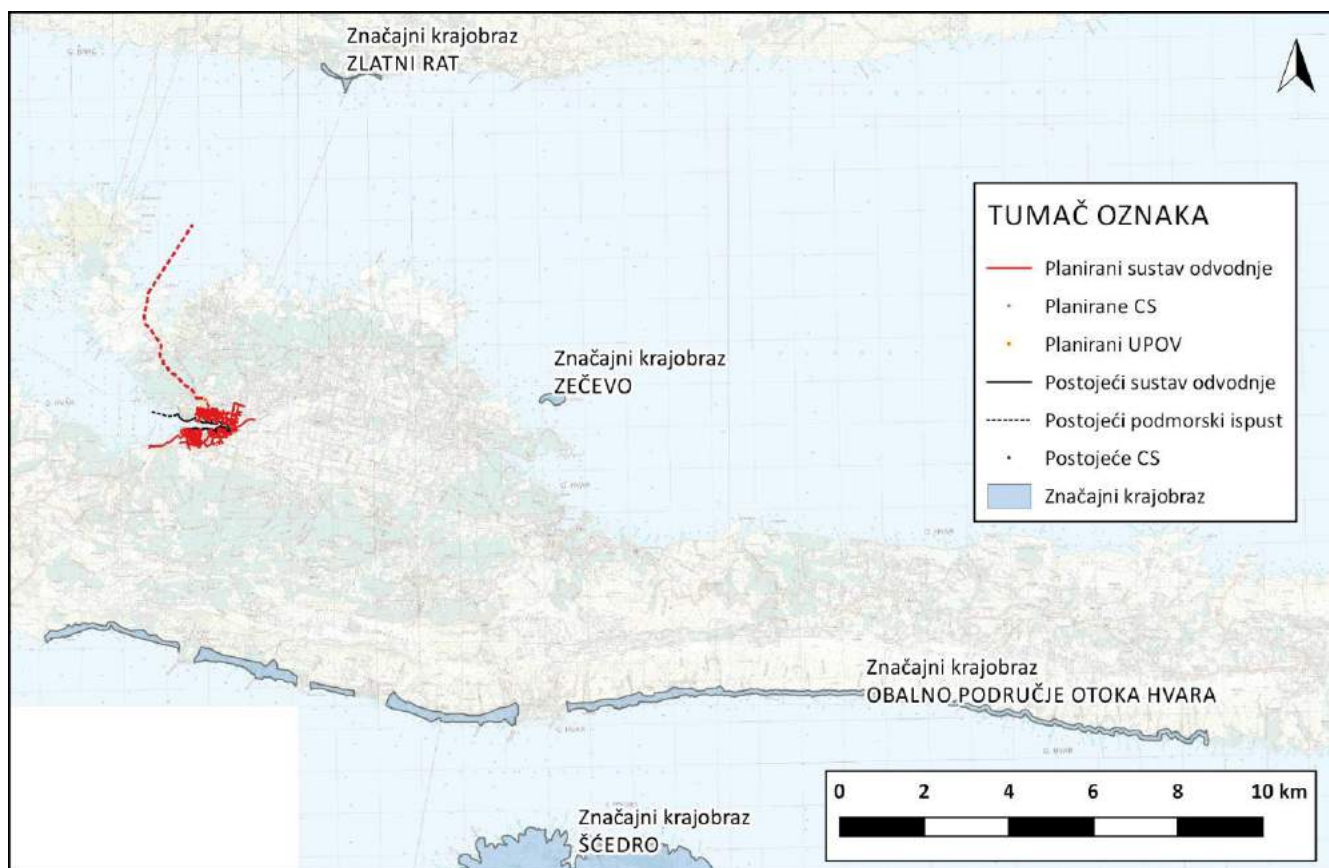 Značajni krajobraz
ZLATNI RAT
TUMAČ OZNAKA
Planirani sustav odvodnje
Planirane CS
Planirani UPOV
Postojeći sustav odvodnje
Postojeći podmorski ispust
Postojeće CS
Značajni krajobraz
Značajni krajobraz
ZEČEVO
Značajni krajobraz
OBALNO PODRUČJE OTOKA HVARA
0 2 4 6 8 10 km
Značajni krajobraz
ŠĆEDRO